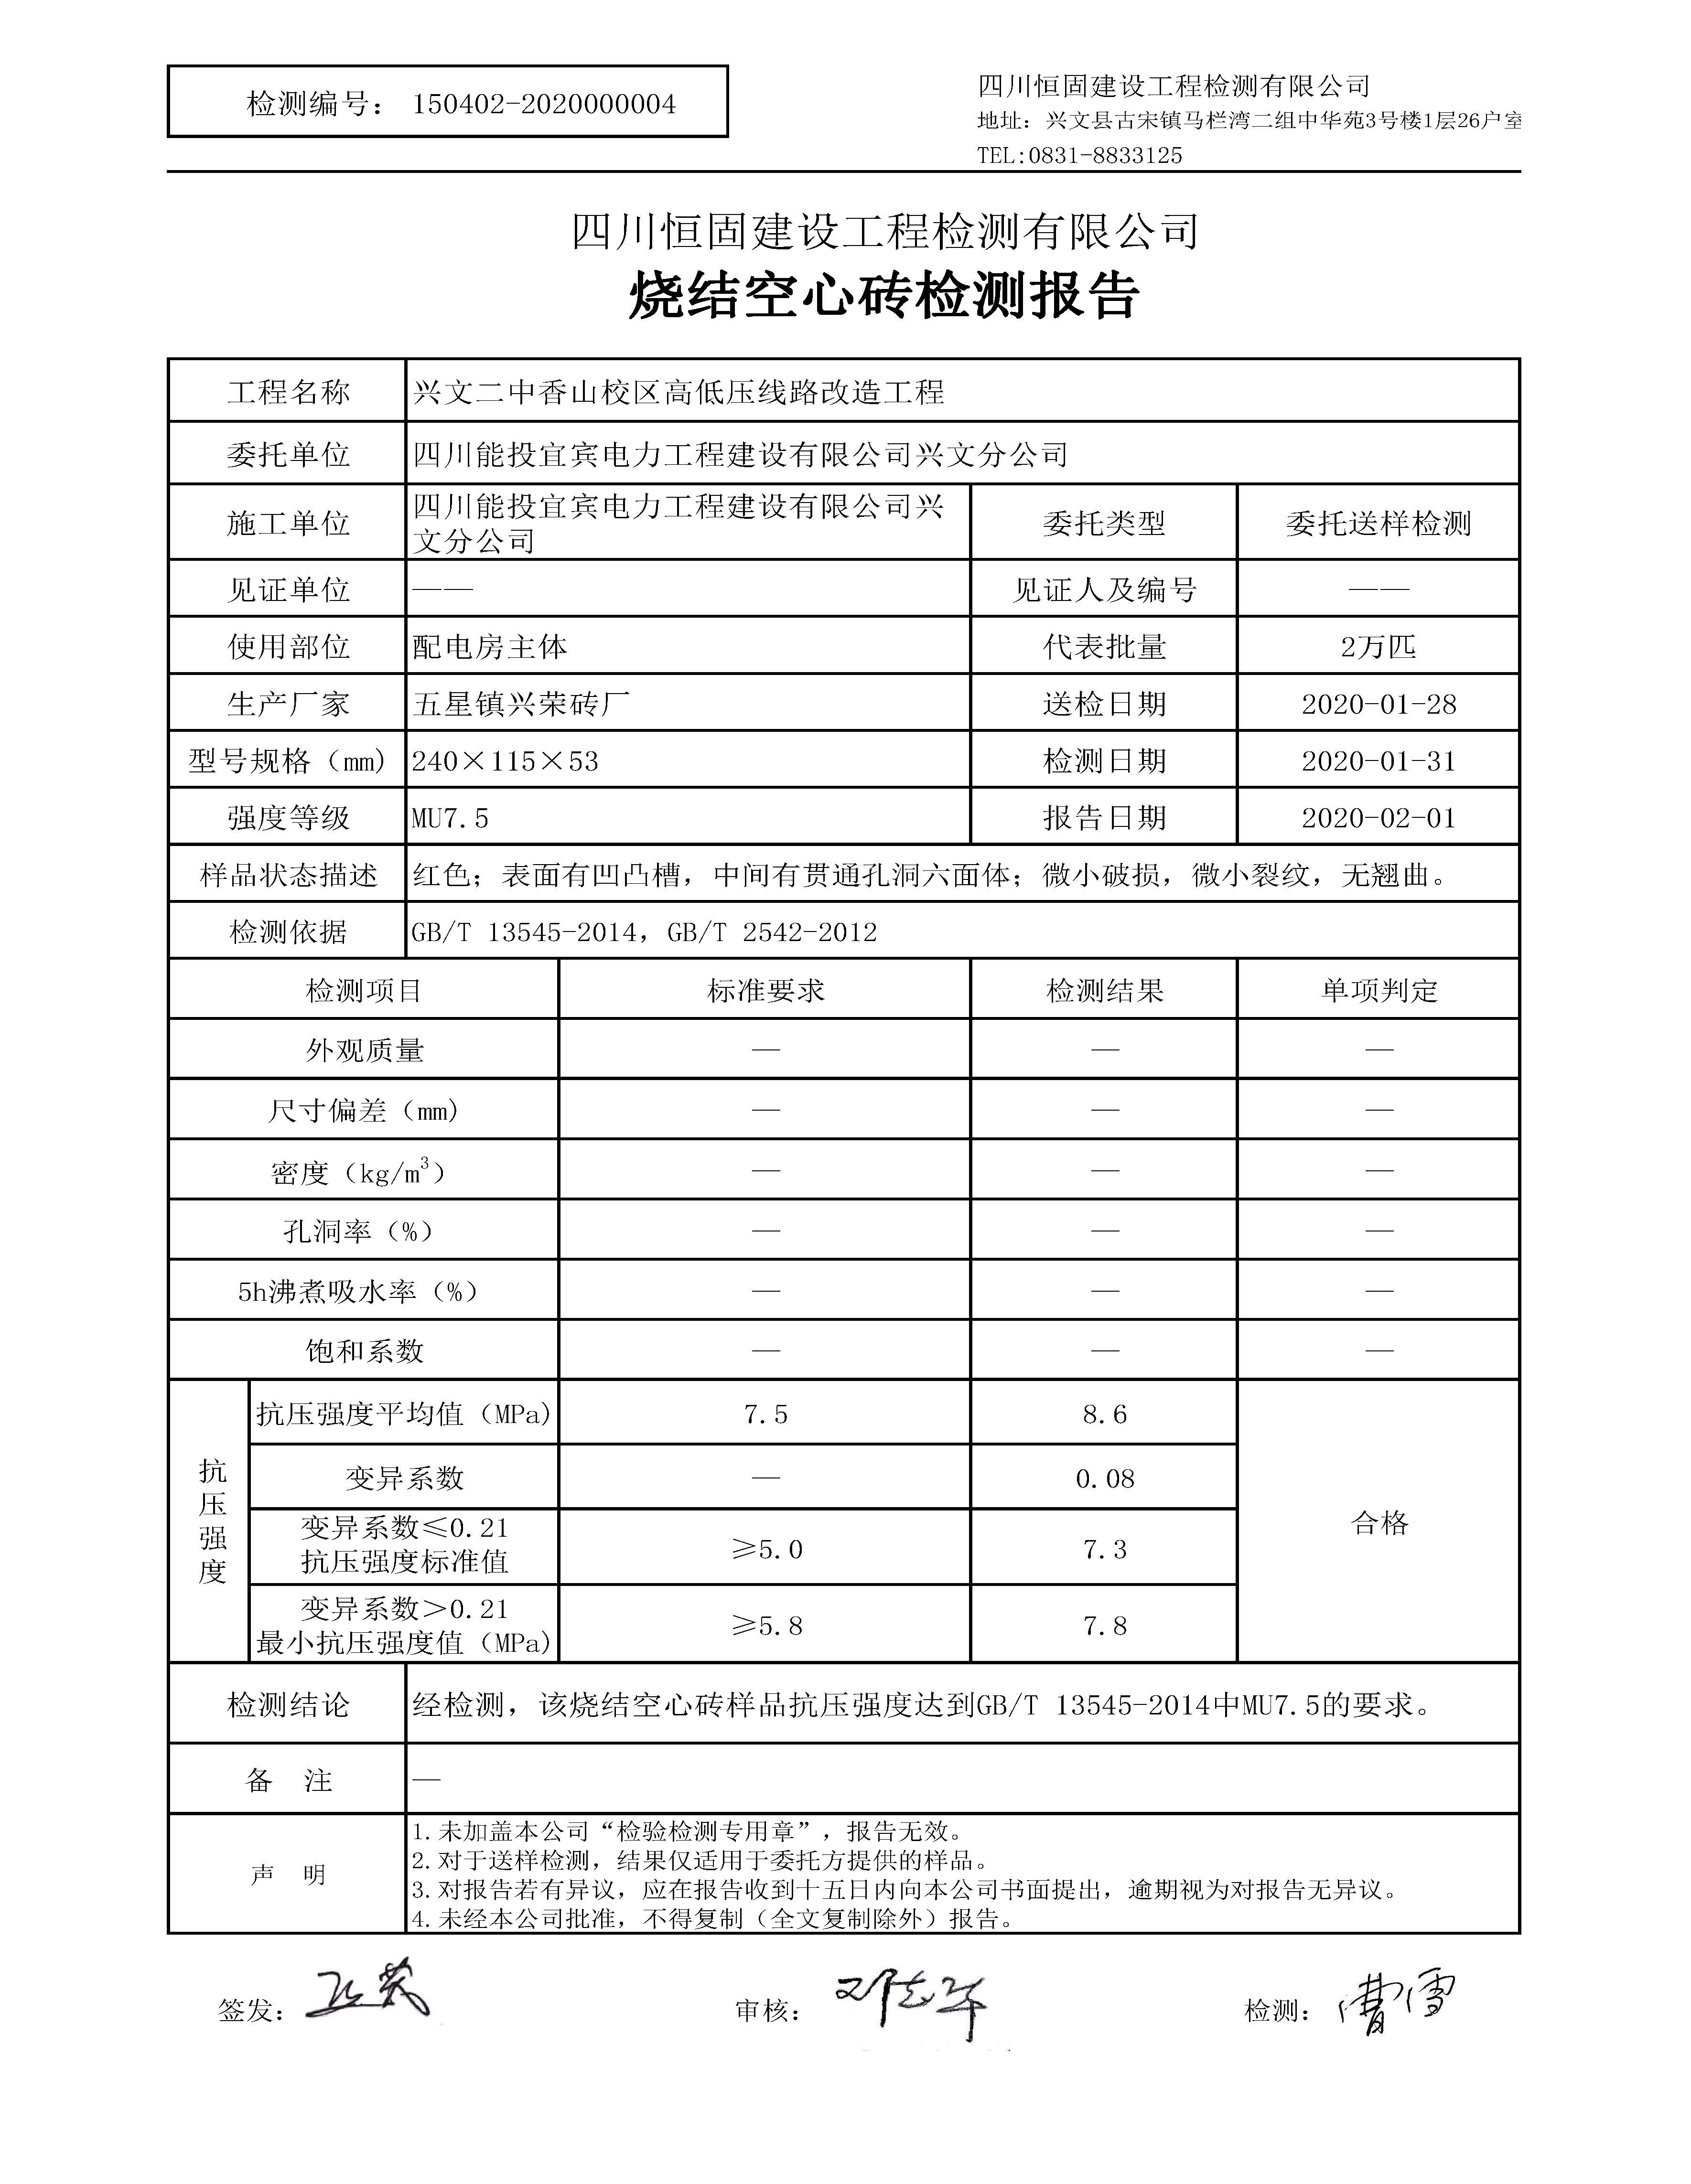 检测编号： 150402-2020000004
四川恒固建设工程检测有限公司
地址：兴文县古宋镇马栏湾二组中华苑3号楼1层26户室
TEL:0831-8833125
四川恒固建设工程检测有限公司
烧结空心砖检测报告
工程名称 兴文二中香山校区高低压线路改造工程
委托单位 四川能投宜宾电力工程建设有限公司兴文分公司
施工单位 四川能投宜宾电力工程建设有限公司兴
文分公司 委托类型 委托送样检测
见证单位 —— 见证人及编号 ——
使用部位 配电房主体 代表批量 2万匹
生产厂家 五星镇兴荣砖厂 送检日期 2020-01-28
型号规格（mm） 240×115×53 检测日期 2020-01-31
强度等级 MU7.5 报告日期 2020-02-01
样品状态描述 红色；表面有凹凸槽，中间有贯通孔洞六面体；微小破损，微小裂纹，无翘曲。
检测依据 GB/T 13545-2014，GB/T 2542-2012
检测项目 标准要求 检测结果 单项判定
外观质量 — — —
尺寸偏差（mm） — — —
密度（kg/m³） — — —
孔洞率（%） — — —
5h沸煮吸水率（%） — — —
饱和系数 — — —
抗压强度
抗压强度平均值（MPa） 7.5 8.6
变异系数 — 0.08
变异系数≤0.21
抗压强度标准值 ≥5.0 7.3
变异系数＞0.21
最小抗压强度值（MPa） ≥5.8 7.8
合格
检测结论 经检测，该烧结空心砖样品抗压强度达到GB/T 13545-2014中MU7.5的要求。
备 注 —
声 明
1.未加盖本公司“检验检测专用章”，报告无效。
2.对于送样检测，结果仅适用于委托方提供的样品。
3.对报告若有异议，应在报告收到十五日内向本公司书面提出，逾期视为对报告无异议。
4.未经本公司批准，不得复制（全文复制除外）报告。
签发： 审核： 检测：曹雪